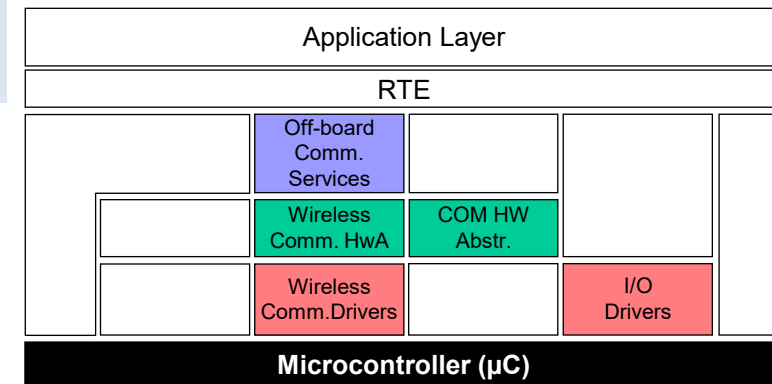 Application Layer
RTE
Off-board
Comm.
Services
Wireless
Comm. HwA
COM HW
Abstr.
Wireless
Comm.Drivers
I/O
Drivers
Microcontroller (µC)